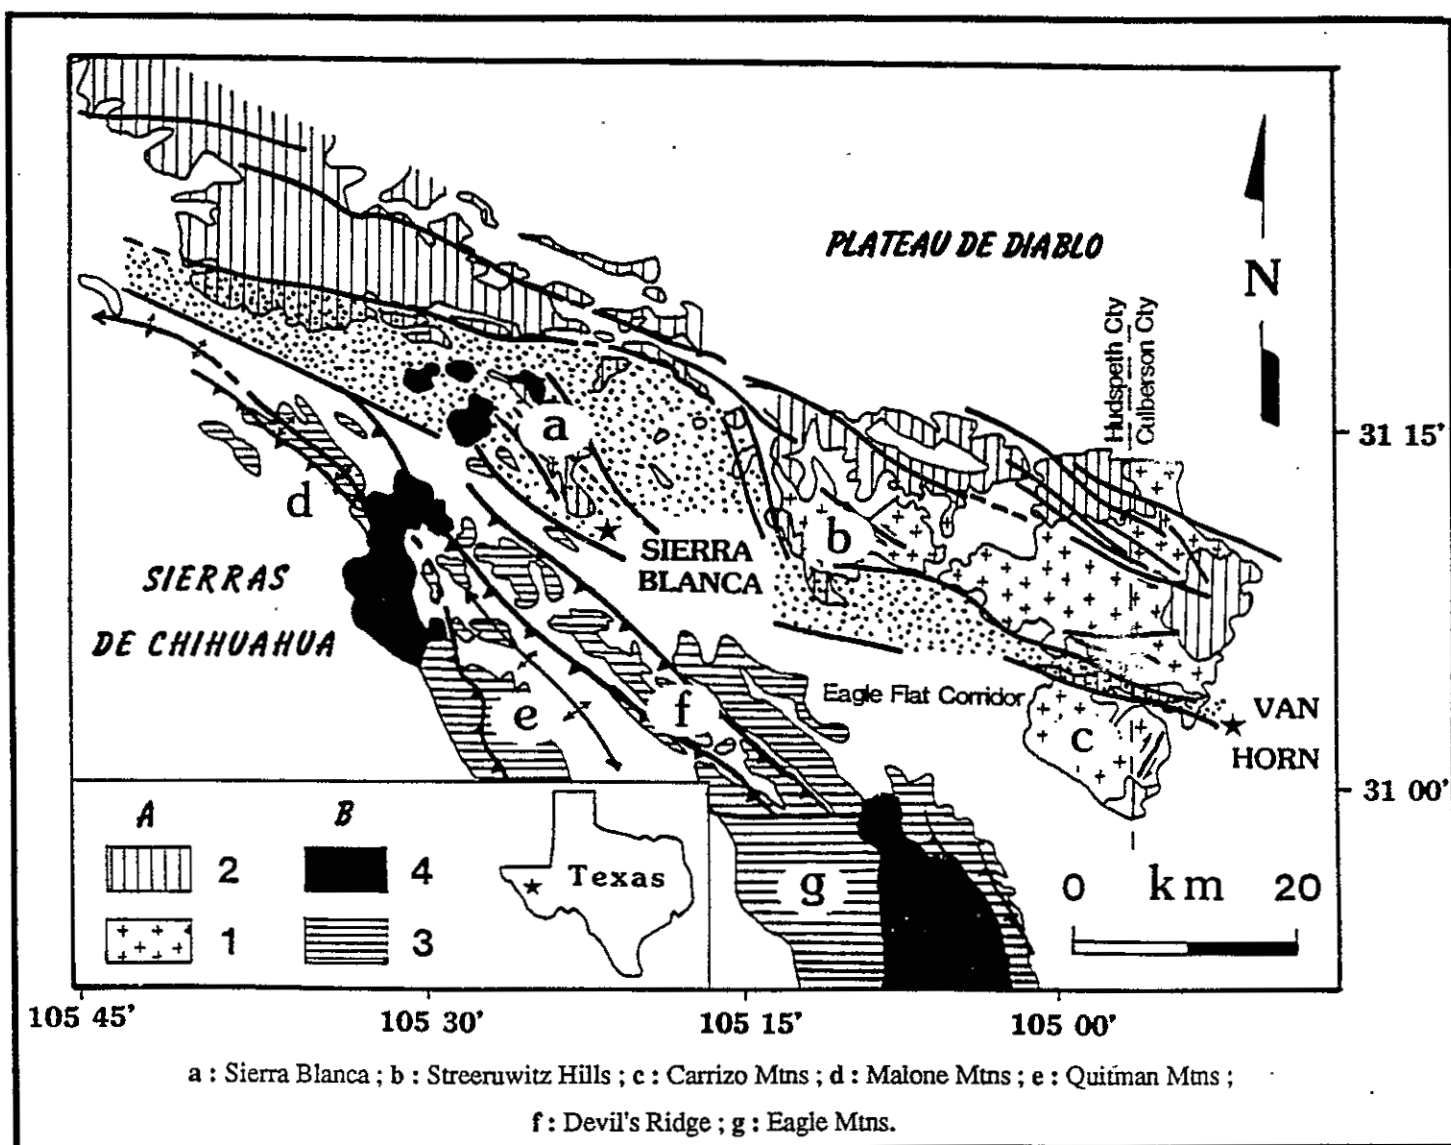 PLATEAU DE DIABLO
N
Hudspeth Cty
Culberson Cty
31 15'
a
b
d
SIERRA
BLANCA
SIERRAS
DE CHIHUAHUA
Eagle Flat Corridor
VAN
HORN
e
f
c
31 00'
A B
2 4
1 3
Texas
g
0 km 20
105 45' 105 30' 105 15' 105 00'
a : Sierra Blanca ; b : Streeruwitz Hills ; c : Carrizo Mtns ; d : Malone Mtns ; e : Quitman Mtns ;
f : Devil's Ridge ; g : Eagle Mtns.